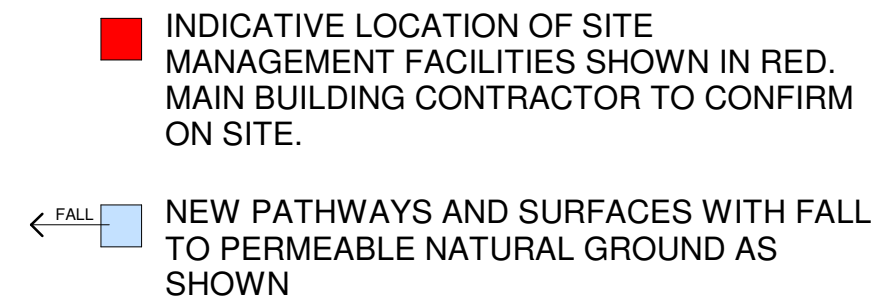 INDICATIVE LOCATION OF SITE
MANAGEMENT FACILITIES SHOWN IN RED.
MAIN BUILDING CONTRACTOR TO CONFIRM
ON SITE.
FALL
NEW PATHWAYS AND SURFACES WITH FALL
TO PERMEABLE NATURAL GROUND AS
SHOWN